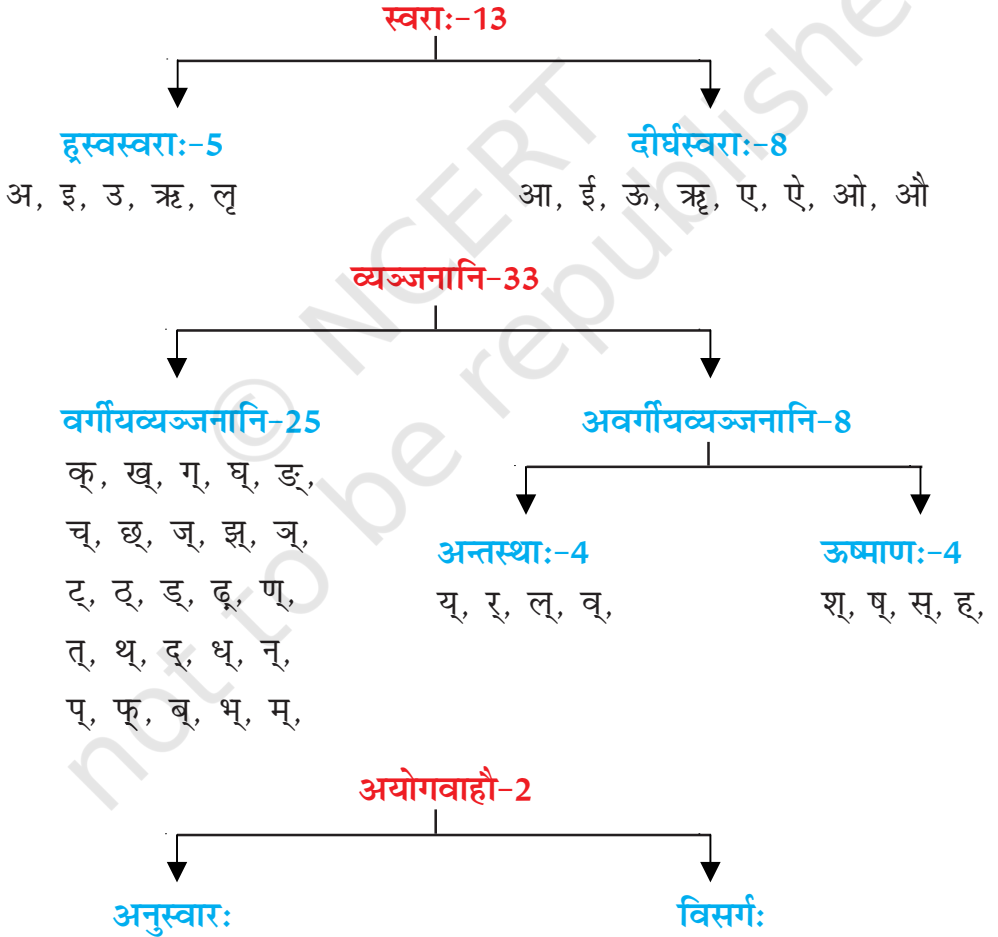 स्वराः-13
ह्रस्वस्वराः-5 दीर्घस्वराः-8
अ, इ, उ, ऋ, लृ आ, ई, ऊ, ॠ, ए, ऐ, ओ, औ
व्यञ्जनानि-33
वर्गीयव्यञ्जनानि-25 अवर्गीयव्यञ्जनानि-8
क्, ख्, ग्, घ्, ङ्,
च्, छ्, ज्, झ्, ञ्,
अन्तस्थाः-4 ऊष्माणः-4
ट्, ठ्, ड्, ढ़्, ण्, य्, र्, ल्, व्, श्, ष्, स्, ह्,
त्, थ्, द्, ध्, न्,
प्, फ्, ब्, भ्, म्,
अयोगवाहौ-2
अनुस्वारः विसर्गः
© NCERT
not to be republishe